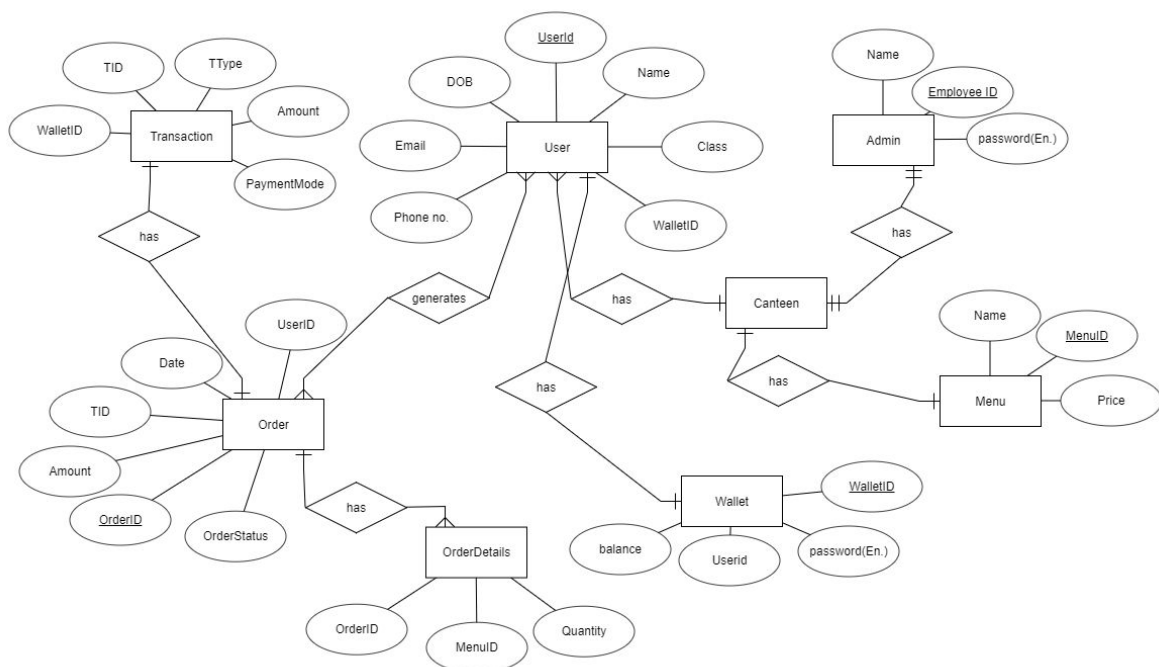 UserId
Name
TID
TType
DOB
Name
Employee ID
Amount
WalletID
Transaction
Email
User
Class
Admin
password(En.)
PaymentMode
Phone no.
WalletID
has
has
generates
has
Canteen
UserID
Name
MenuID
Date
has
has
Menu
Price
TID
Order
Amount
WalletID
Wallet
has
OrderID
OrderStatus
balance
Userid
password(En.)
OrderDetails
OrderID
MenuID
Quantity